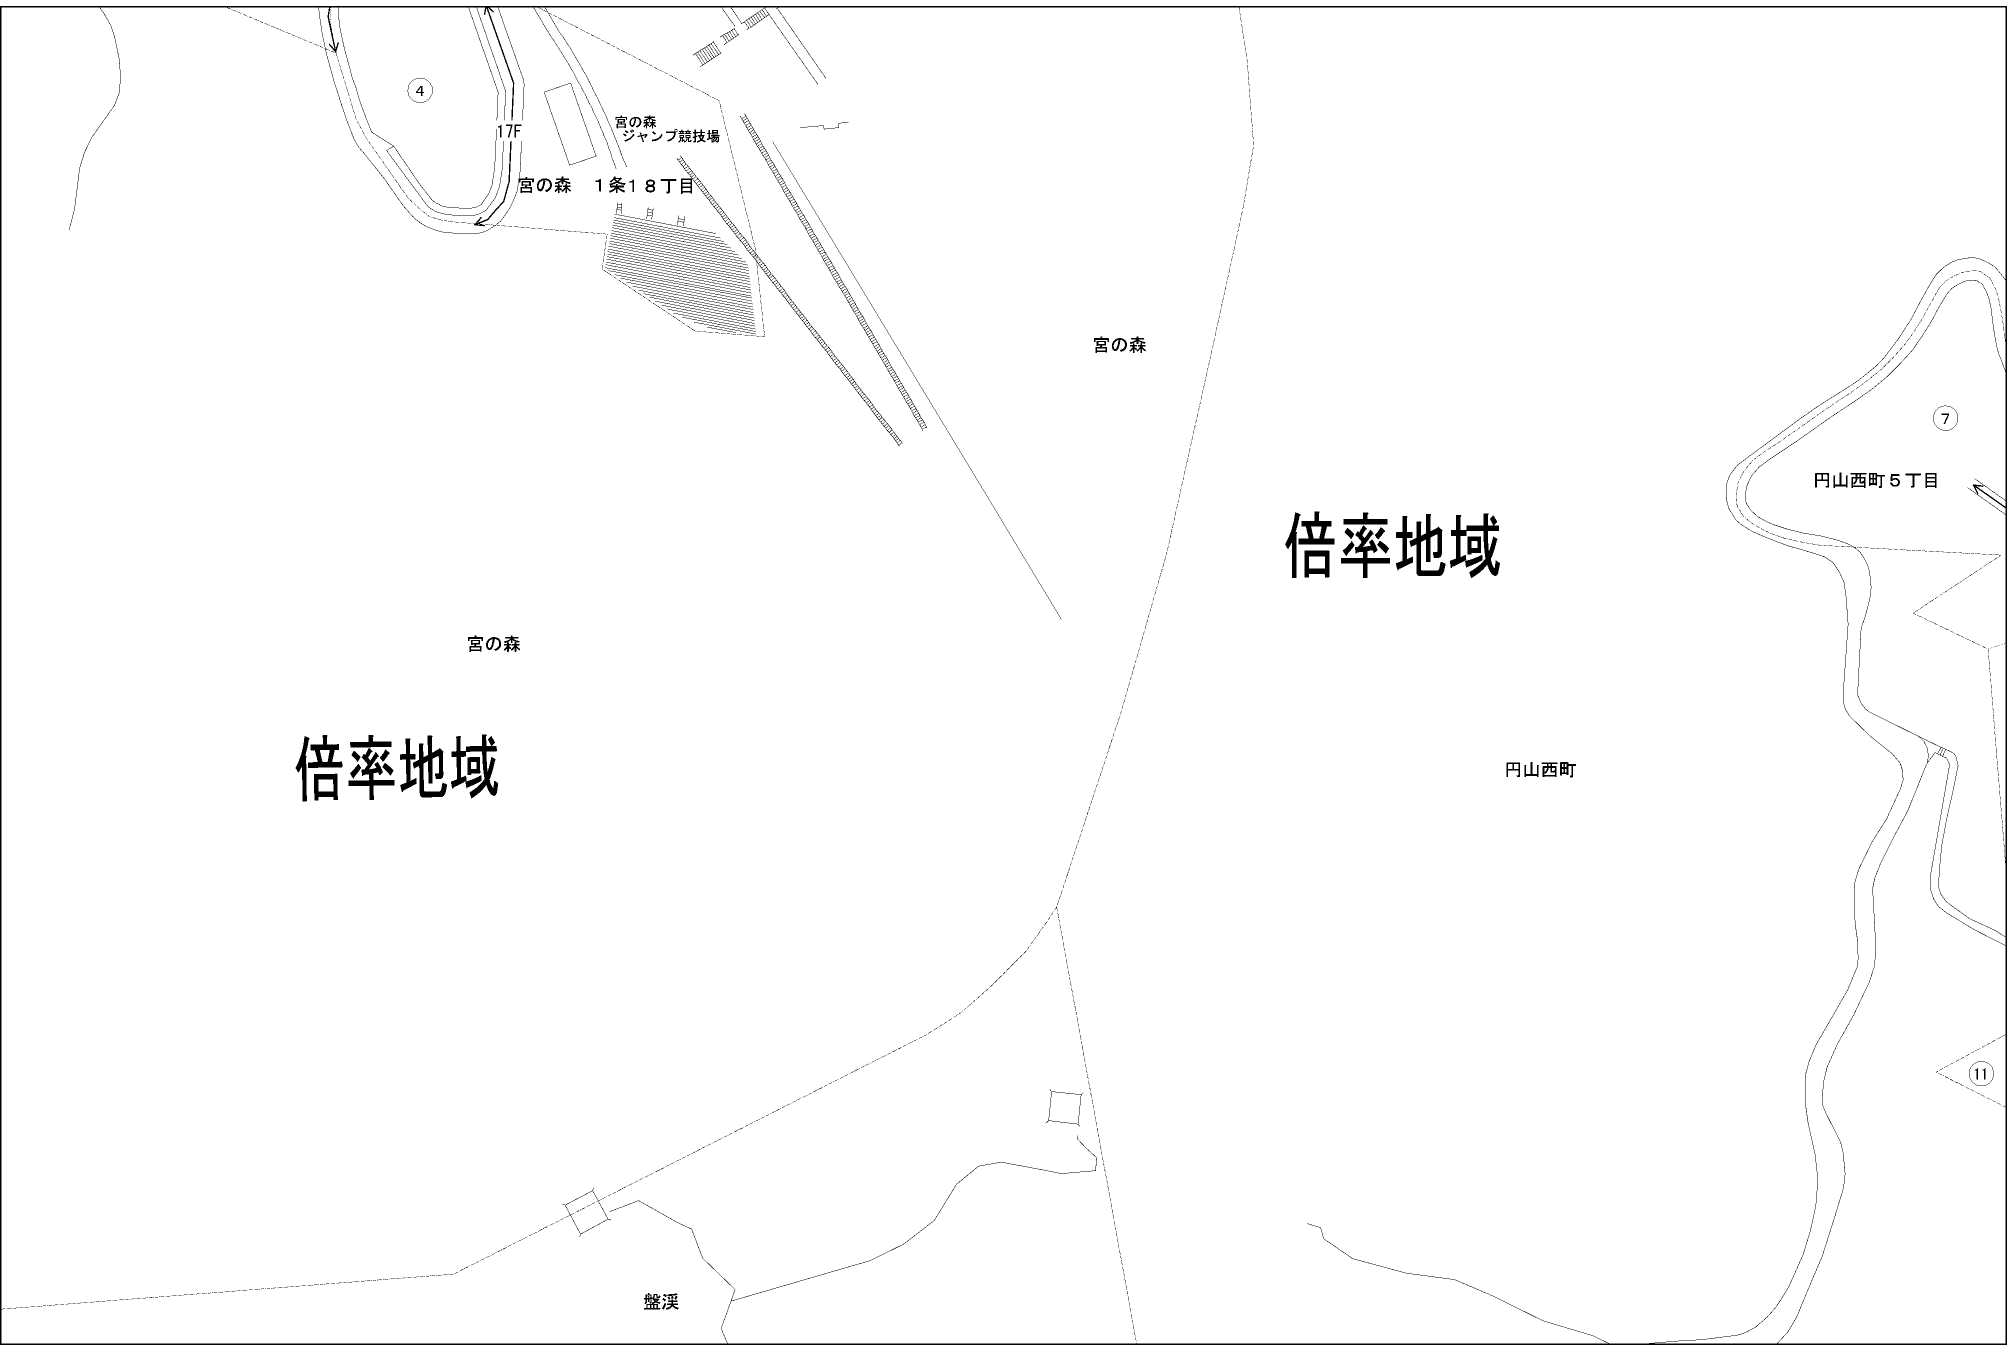 4
17F
宮の森
ジャンプ競技場
宮の森　１条１８丁目
宮の森
7
円山西町５丁目
倍率地域
宮の森
倍率地域
円山西町
11
盤渓